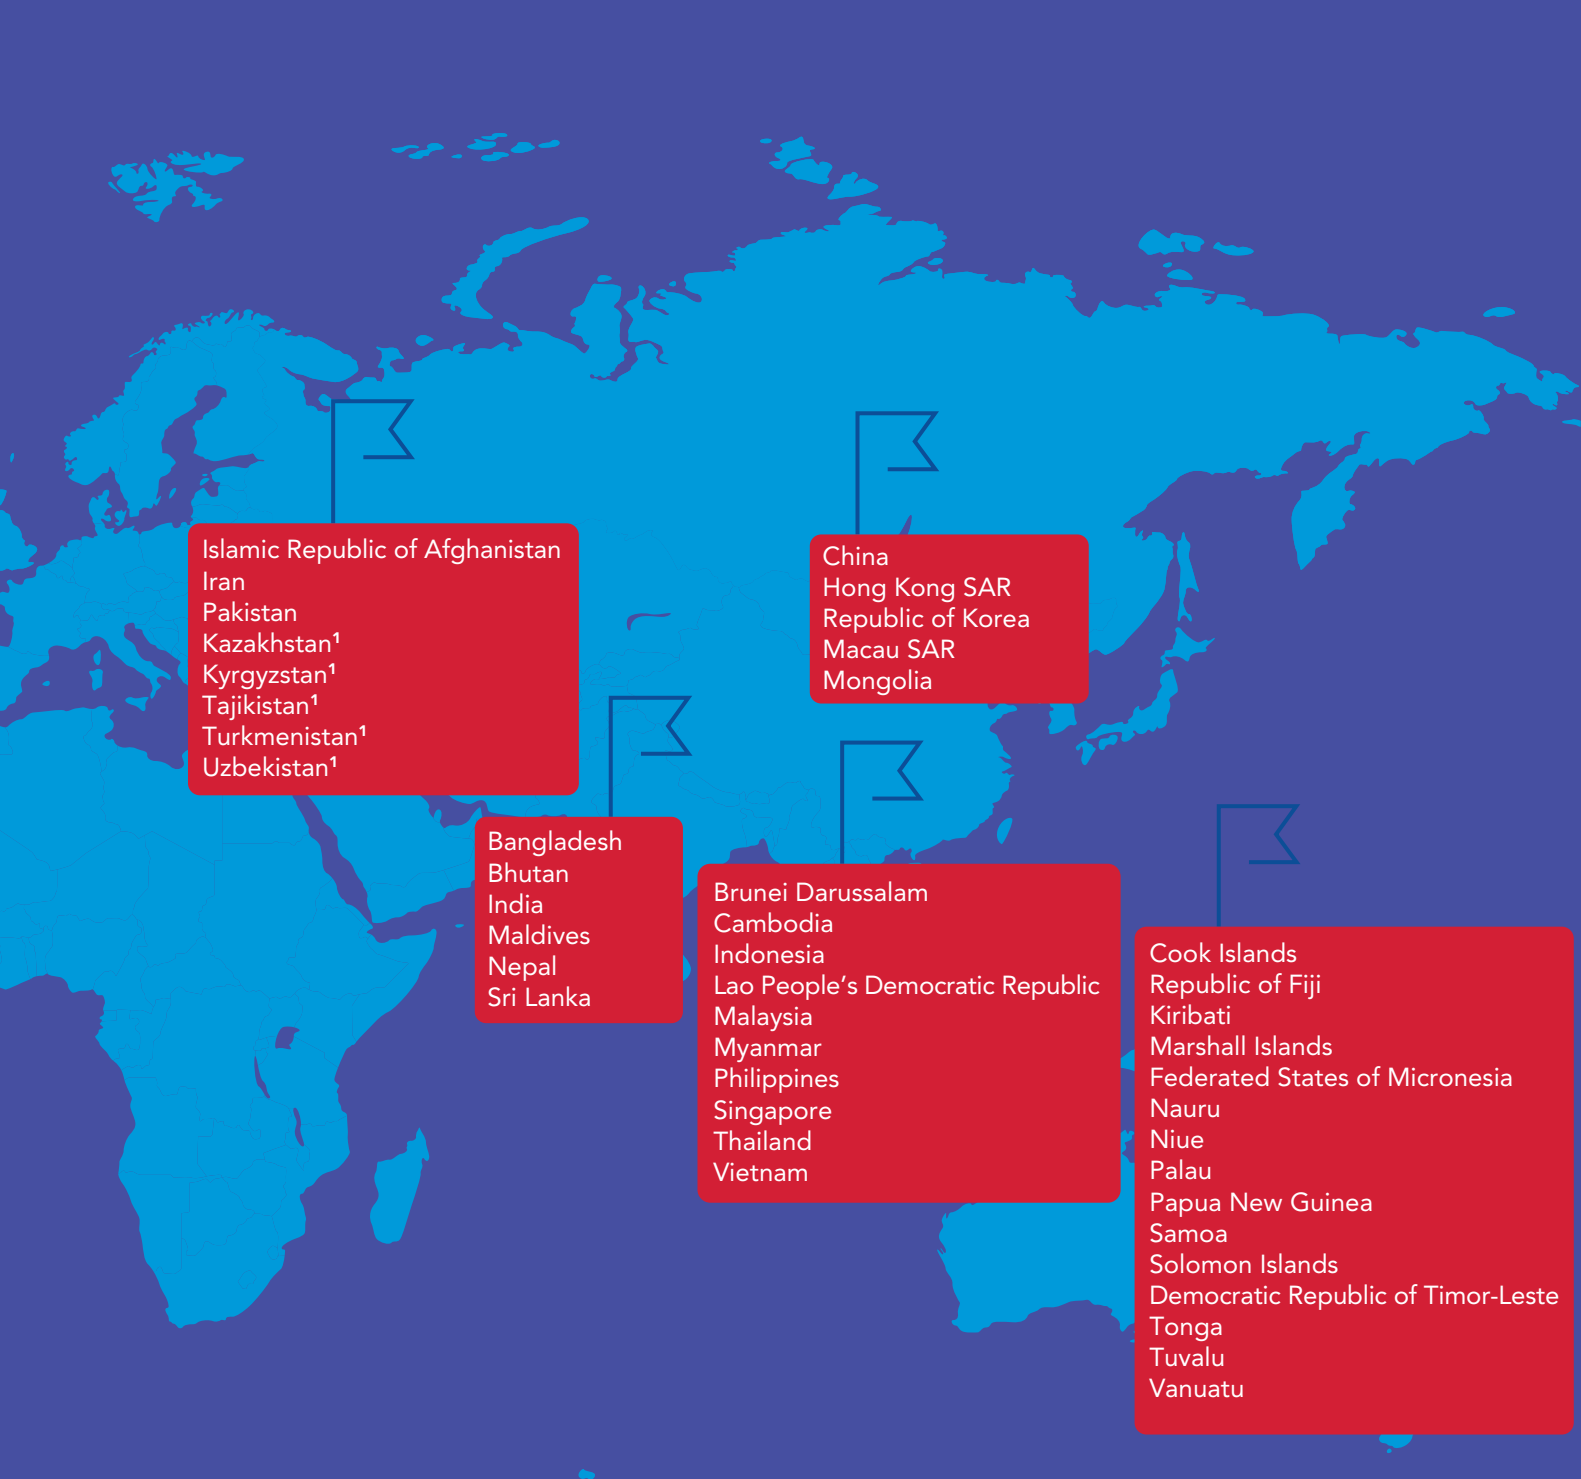 Islamic Republic of Afghanistan
Iran
Pakistan
Kazakhstan¹
Kyrgyzstan¹
Tajikistan¹
Turkmenistan¹
Uzbekistan¹
China
Hong Kong SAR
Republic of Korea
Macau SAR
Mongolia
Bangladesh
Bhutan
India
Maldives
Nepal
Sri Lanka
Brunei Darussalam
Cambodia
Indonesia
Lao People’s Democratic Republic
Malaysia
Myanmar
Philippines
Singapore
Thailand
Vietnam
Cook Islands
Republic of Fiji
Kiribati
Marshall Islands
Federated States of Micronesia
Nauru
Niue
Palau
Papua New Guinea
Samoa
Solomon Islands
Democratic Republic of Timor-Leste
Tonga
Tuvalu
Vanuatu